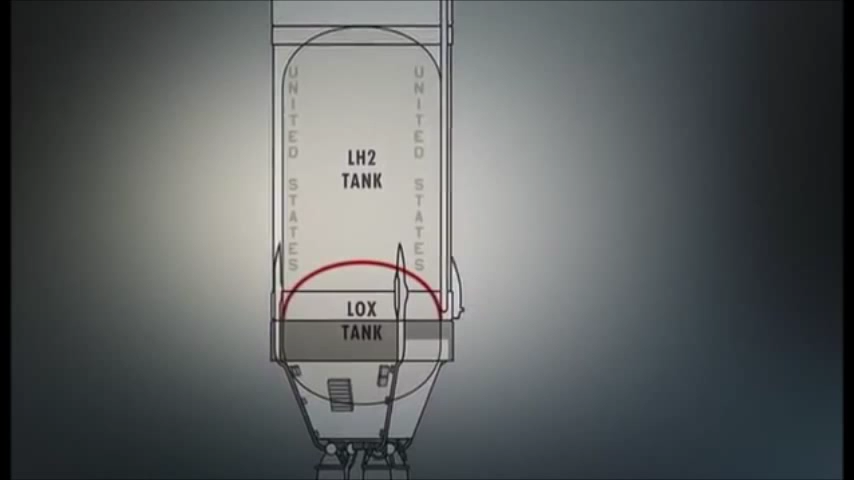 UNITED STATES
UNITED STATES
LH2
TANK
LOX
TANK